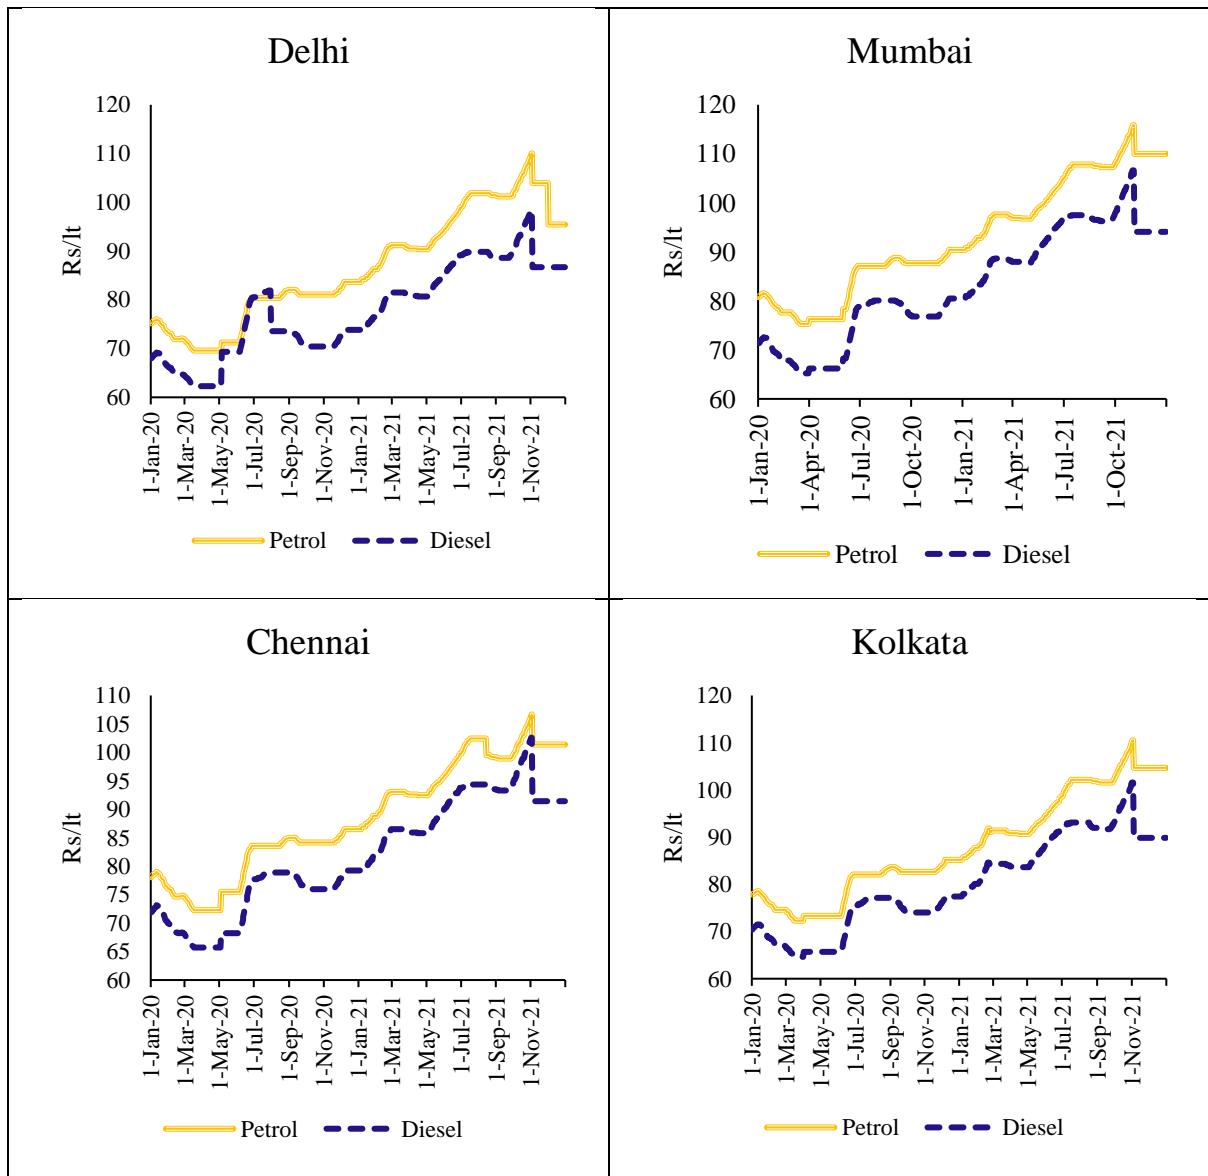 Delhi
120
110
100
90
80
70
60
Rs/lt
1-Jan-20
1-Mar-20
1-May-20
1-Jul-20
1-Sep-20
1-Nov-20
1-Jan-21
1-Mar-21
1-May-21
1-Jul-21
1-Sep-21
1-Nov-21
Petrol Diesel
Mumbai
120
110
100
90
80
70
60
Rs/lt
1-Jan-20
1-Apr-20
1-Jul-20
1-Oct-20
1-Jan-21
1-Apr-21
1-Jul-21
1-Oct-21
Petrol Diesel
Chennai
110
105
100
95
90
85
80
75
70
65
60
Rs/lt
1-Jan-20
1-Mar-20
1-May-20
1-Jul-20
1-Sep-20
1-Nov-20
1-Jan-21
1-Mar-21
1-May-21
1-Jul-21
1-Sep-21
1-Nov-21
Petrol Diesel
Kolkata
120
110
100
90
80
70
60
Rs/lt
1-Jan-20
1-Mar-20
1-May-20
1-Jul-20
1-Sep-20
1-Nov-20
1-Jan-21
1-Mar-21
1-May-21
1-Jul-21
1-Sep-21
1-Nov-21
Petrol Diesel